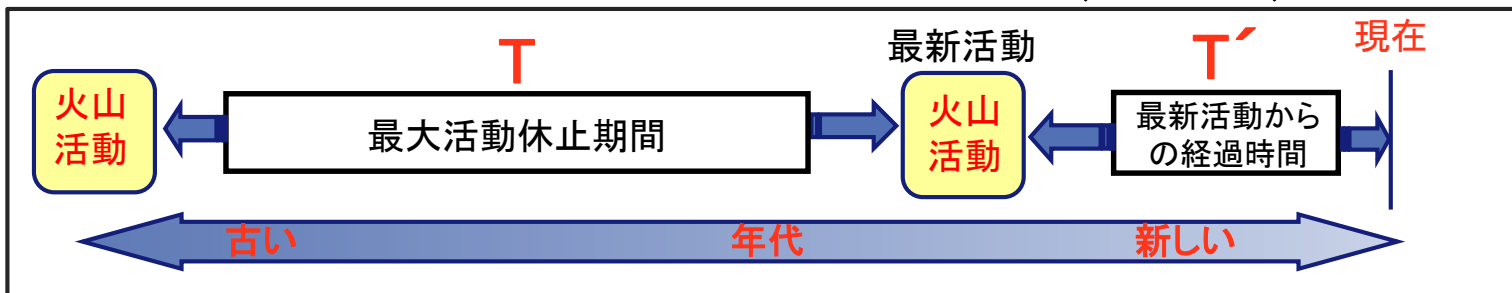 T
最新活動
T´
現在
火山
活動
最大活動休止期間
火山
活動
最新活動から
の経過時間
古い
年代
新しい